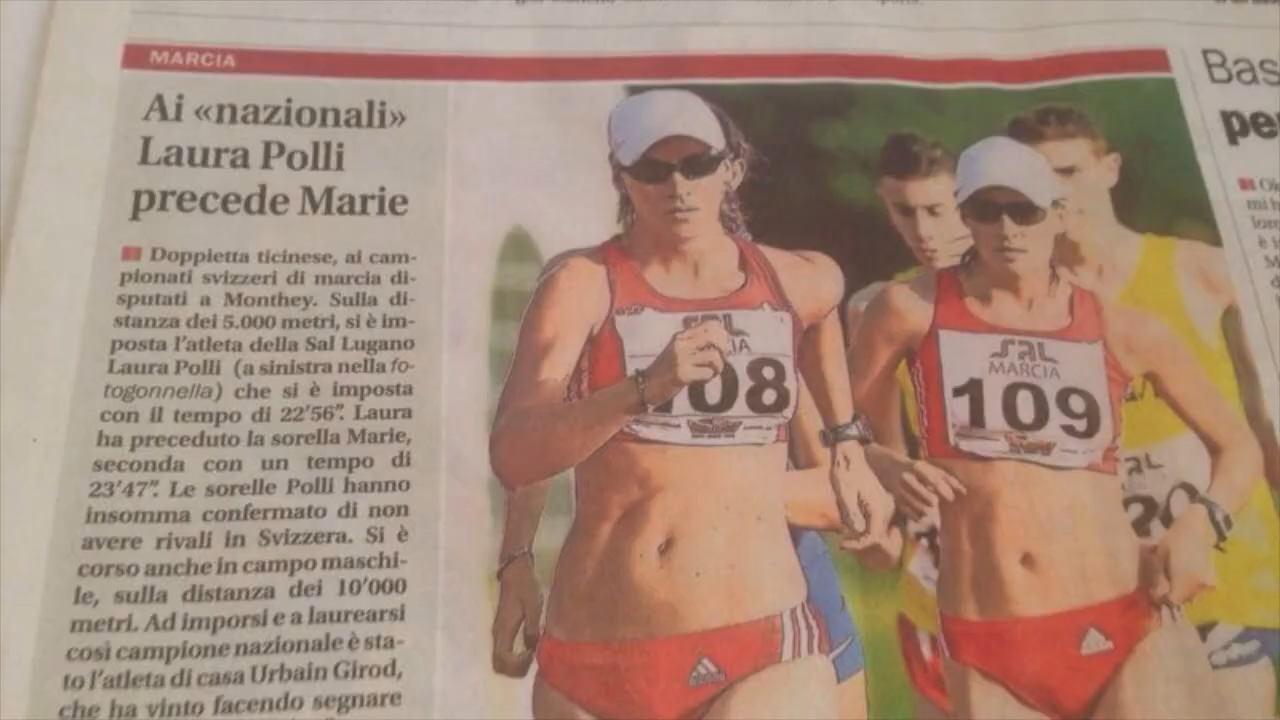 MARCIA
Ai «nazionali»
Laura Polli
precede Marie
Doppietta ticinese, ai cam-
pionati svizzeri di marcia di-
sputati a Monthey. Sulla di-
stanza dei 5.000 metri, si è im-
posta l'atleta della Sal Lugano
Laura Polli (a sinistra nella fo-
togonnella) che si è imposta
con il tempo di 22'56". Laura
ha preceduto la sorella Marie,
seconda con un tempo di
23'47". Le sorelle Polli hanno
insomma confermato di non
avere rivali in Svizzera. Si è
corso anche in campo maschi-
le, sulla distanza dei 10'000
metri. Ad imporsi e a laurearsi
così campione nazionale è sta-
to l'atleta di casa Urbain Girod,
che ha vinto facendo segnare
108
SAL
MARCIA
109
Bas
per